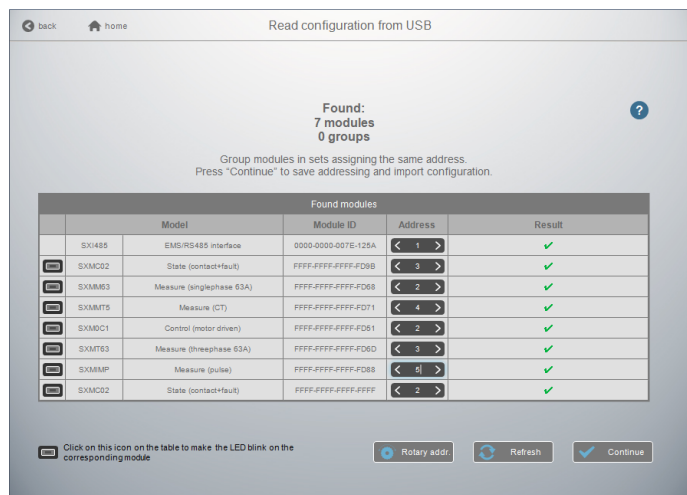 back
home
Read configuration from USB
Found:
7 modules
0 groups
?
Group modules in sets assigning the same address.
Press "Continue" to save addressing and import configuration.
Found modules
Model Module ID Address Result
SXI485 EMS/RS485 interface 0000-0000-007E-125A 1
SXMC02 State (contact+fault) FFFF-FFFF-FFFF-FD9B 3
SXMM63 Measure (singlephase 63A) FFFF-FFFF-FFFF-FD68 2
SXMMT5 Measure (CT) FFFF-FFFF-FFFF-FD71 4
SXM0C1 Control (motor driven) FFFF-FFFF-FFFF-FD51 2
SXMT63 Measure (threephase 63A) FFFF-FFFF-FFFF-FD6D 3
SXMIMP Measure (pulse) FFFF-FFFF-FFFF-FD88 5
SXMC02 State (contact+fault) FFFF-FFFF-FFFF-FFFF 2
Click on this icon on the table to make the LED blink on the
corresponding module
Rotary addr.
Refresh
Continue